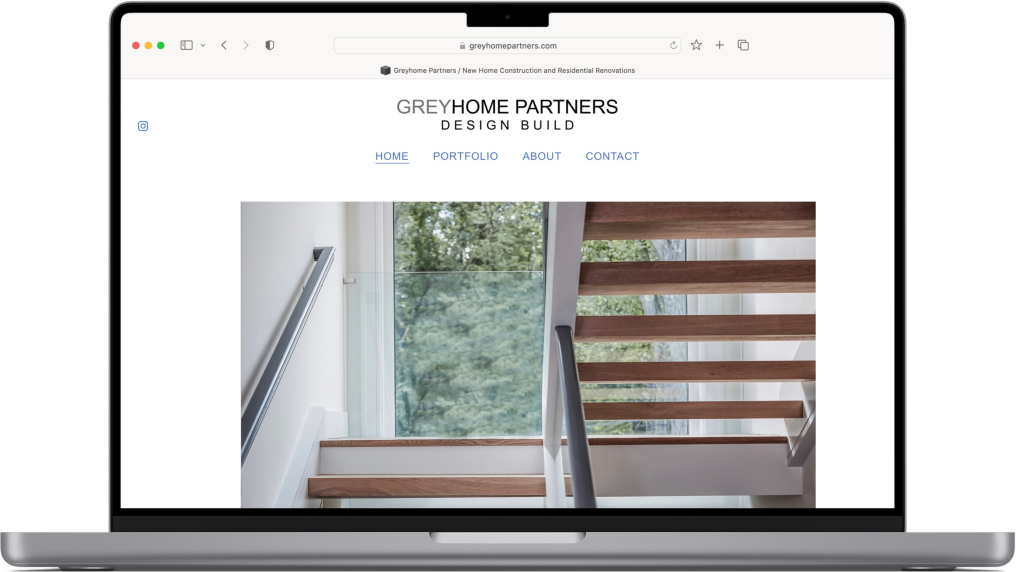 greyhomepartners.com
Greyhome Partners / New Home Construction and Residential Renovations
GREYHOME PARTNERS
DESIGN BUILD
HOME PORTFOLIO ABOUT CONTACT